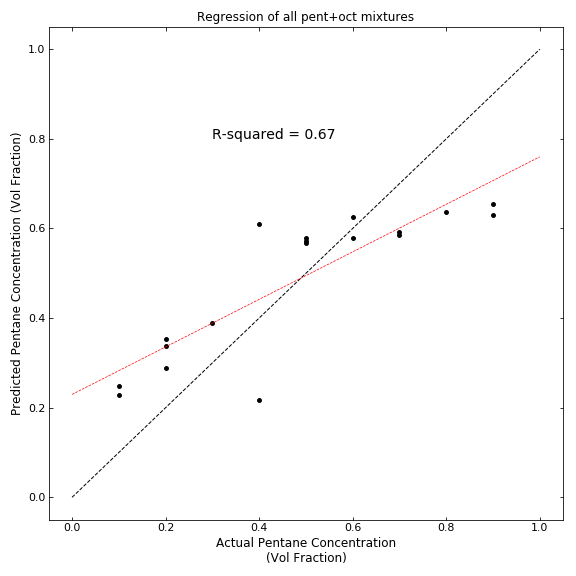 Regression of all pent+oct mixtures
R-squared = 0.67
Predicted Pentane Concentration (Vol Fraction)
1.0
0.8
0.6
0.4
0.2
0.0
0.0 0.2 0.4 0.6 0.8 1.0
Actual Pentane Concentration
(Vol Fraction)